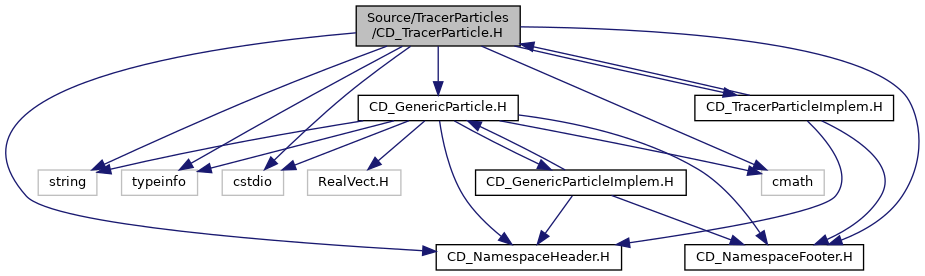 Source/TracerParticles
/CD_TracerParticle.H
CD_GenericParticle.H
CD_TracerParticleImplem.H
string
typeinfo
cstdio
RealVect.H
CD_GenericParticleImplem.H
cmath
CD_NamespaceHeader.H
CD_NamespaceFooter.H